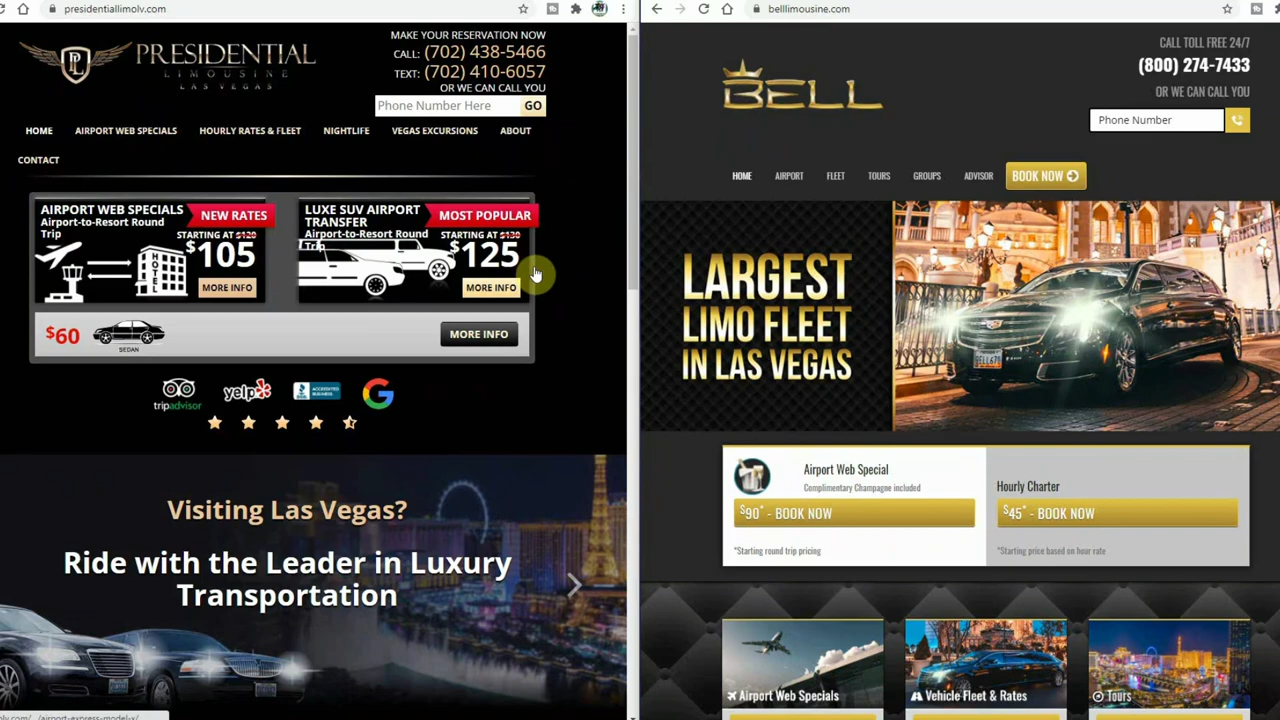 presidentiallimolv.com
PRESIDENTIAL
LIMOUSINE
LAS VEGAS
PL
MAKE YOUR RESERVATION NOW
CALL: (702) 438-5466
TEXT: (702) 410-6057
OR WE CAN CALL YOU
Phone Number Here GO
HOME AIRPORT WEB SPECIALS HOURLY RATES & FLEET NIGHTLIFE VEGAS EXCURSIONS ABOUT
CONTACT
AIRPORT WEB SPECIALS
Airport-to-Resort Round
Trip
NEW RATES
STARTING AT $120
$105
HOTEL
MORE INFO
LUXE SUV AIRPORT
TRANSFER
Airport-to-Resort Round
Trip
MOST POPULAR
STARTING AT $130
$125
MORE INFO
$60
SEDAN
MORE INFO
tripadvisor
yelp
ACCREDITED
BUSINESS
G
Visiting Las Vegas?
Ride with the Leader in Luxury
Transportation
belllimousine.com
BELL
CALL TOLL FREE 24/7
(800) 274-7433
OR WE CAN CALL YOU
Phone Number
HOME AIRPORT FLEET TOURS GROUPS ADVISOR BOOK NOW
LARGEST
LIMO FLEET
IN LAS VEGAS
Airport Web Special
Complimentary Champagne included
$90* - BOOK NOW
*Starting round trip pricing
Hourly Charter
$45* - BOOK NOW
*Starting price based on hour rate
Airport Web Specials
Vehicle Fleet & Rates
Tours